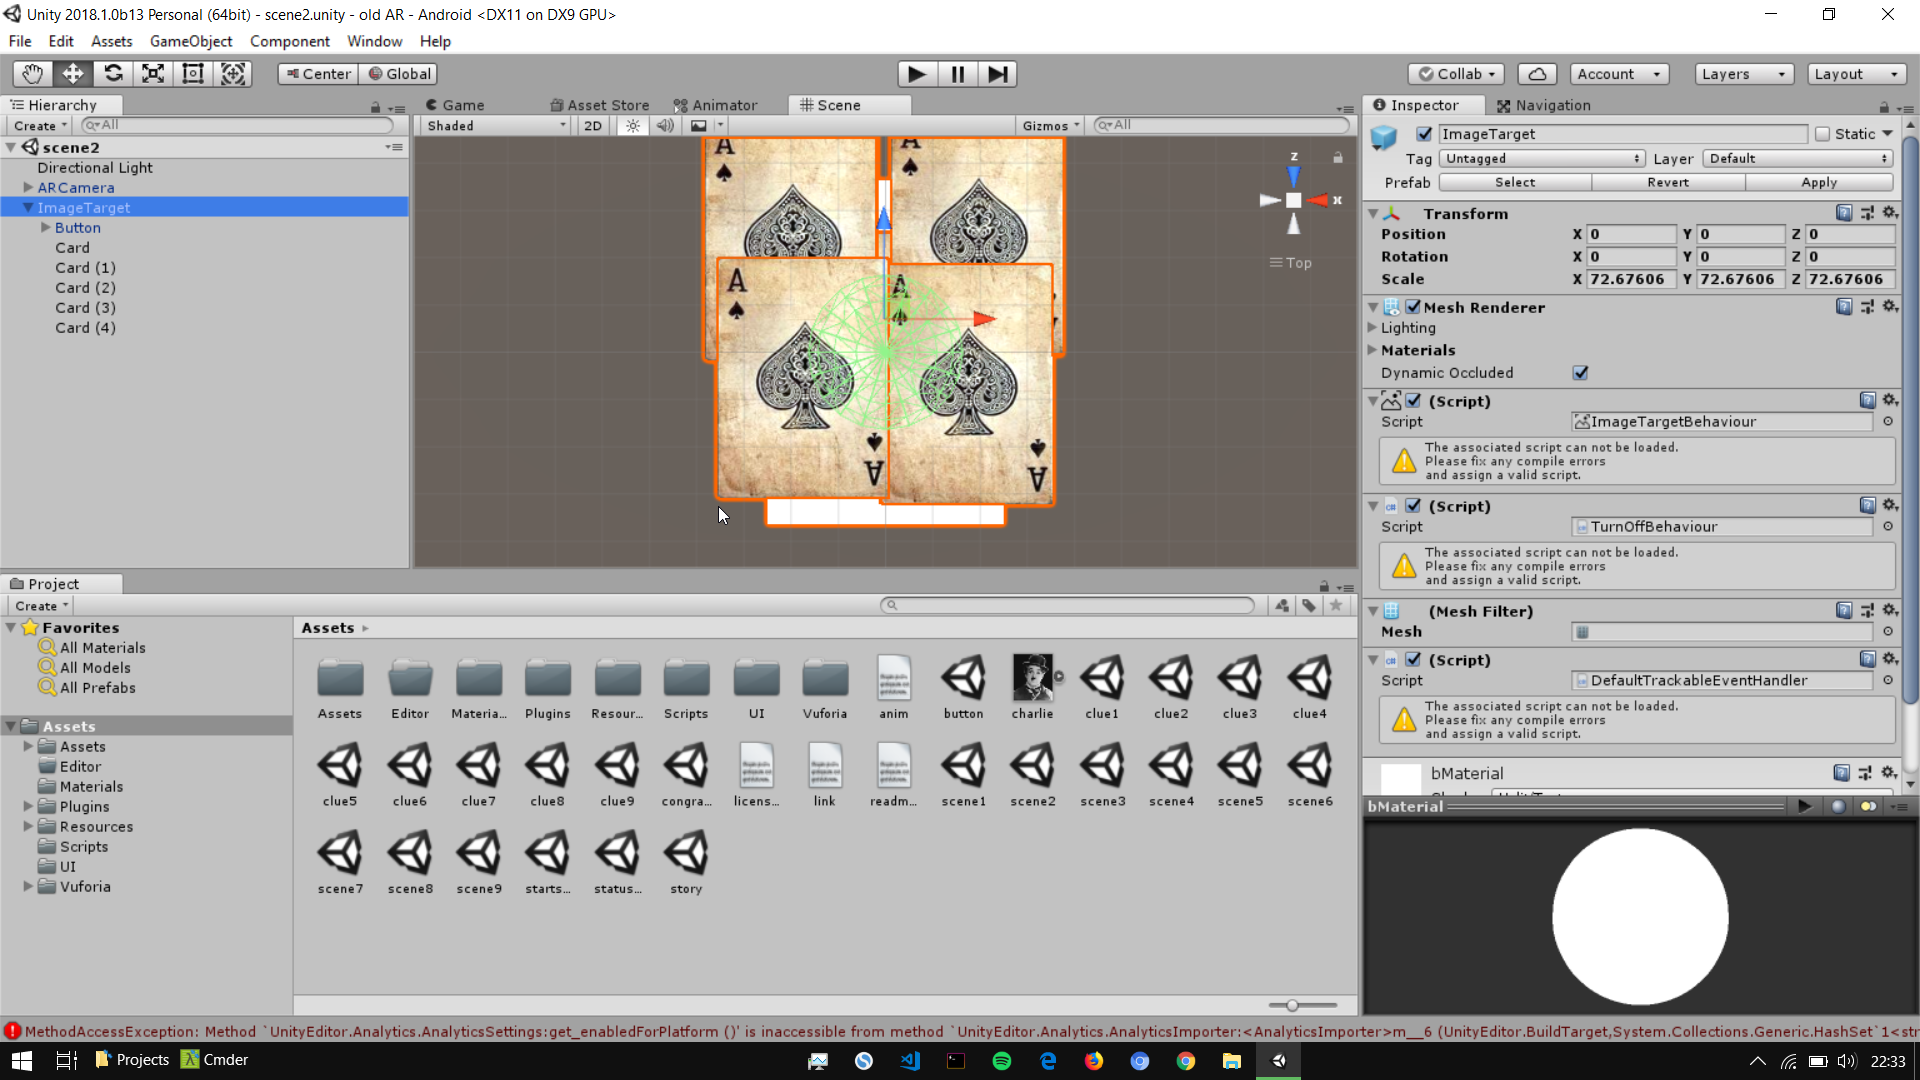 Unity 2018.1.0b13 Personal (64bit) - scene2.unity - old AR - Android <DX11 on DX9 GPU>
File Edit Assets GameObject Component Window Help
Center Global Collab Account Layers Layout
Hierarchy
Create All
scene2
Directional Light
ARCamera
ImageTarget
Button
Card
Card (1)
Card (2)
Card (3)
Card (4)
Game Asset Store Animator Scene
Shaded 2D Gizmos All
A A
A A
A A
z
x
Top
Inspector Navigation
ImageTarget Static
Tag Untagged Layer Default
Prefab Select Revert Apply
Transform
Position X 0 Y 0 Z 0
Rotation X 0 Y 0 Z 0
Scale X 72.67606 Y 72.67606 Z 72.67606
Mesh Renderer
Lighting
Materials
Dynamic Occluded
(Script)
Script ImageTargetBehaviour
The associated script can not be loaded.
Please fix any compile errors
and assign a valid script.
(Script)
Script TurnOffBehaviour
The associated script can not be loaded.
Please fix any compile errors
and assign a valid script.
(Mesh Filter)
Mesh
(Script)
Script DefaultTrackableEventHandler
The associated script can not be loaded.
Please fix any compile errors
and assign a valid script.
bMaterial
bMaterial
Project
Create
Favorites
All Materials
All Models
All Prefabs
Assets
Assets
Editor
Materials
Plugins
Resources
Scripts
UI
Vuforia
Assets
Assets Editor Materia... Plugins Resour... Scripts UI Vuforia anim button charlie clue1 clue2 clue3 clue4
clue5 clue6 clue7 clue8 clue9 congra... licens... link readm... scene1 scene2 scene3 scene4 scene5 scene6
scene7 scene8 scene9 starts... status... story
MethodAccessException: Method `UnityEditor.Analytics.AnalyticsSettings:get_enabledForPlatform ()' is inaccessible from method `UnityEditor.Analytics.AnalyticsImporter:<AnalyticsImporter>m__6 (UnityEditor.BuildTarget,System.Collections.Generic.HashSet`1<str
Projects Cmder 22:33